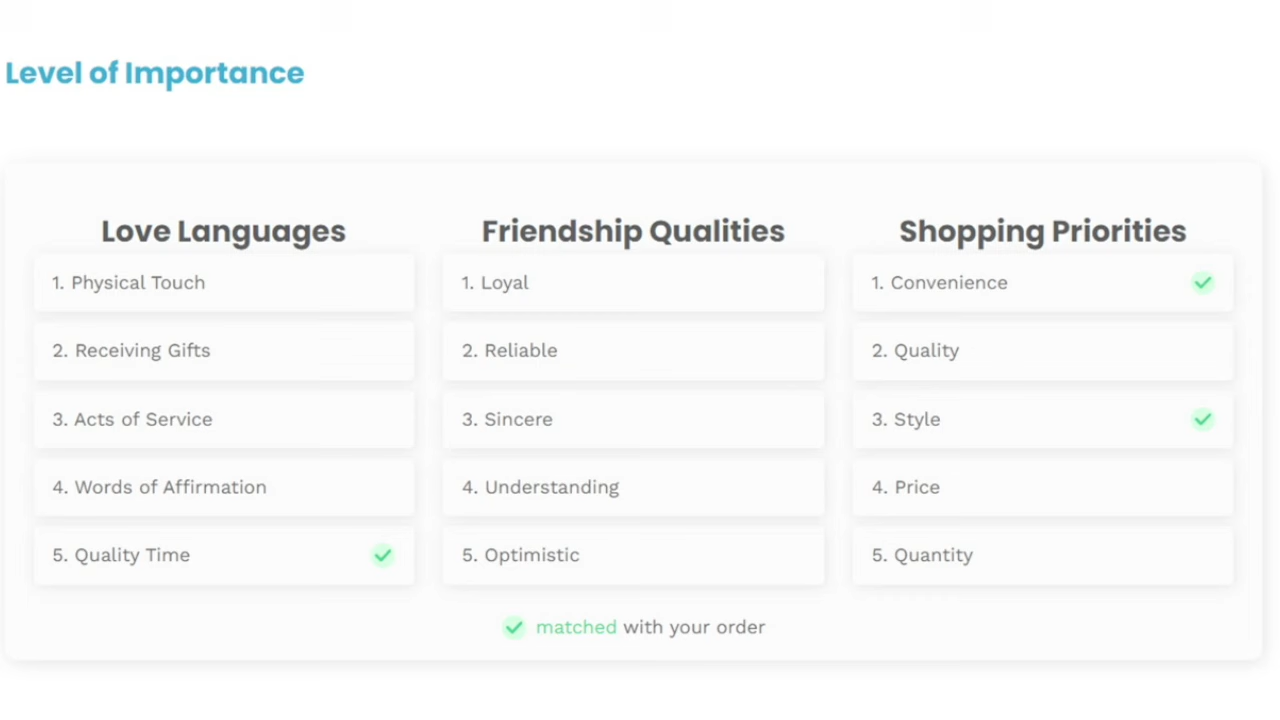 Level of Importance
Love Languages
1. Physical Touch
2. Receiving Gifts
3. Acts of Service
4. Words of Affirmation
5. Quality Time
Friendship Qualities
1. Loyal
2. Reliable
3. Sincere
4. Understanding
5. Optimistic
Shopping Priorities
1. Convenience
2. Quality
3. Style
4. Price
5. Quantity
matched with your order